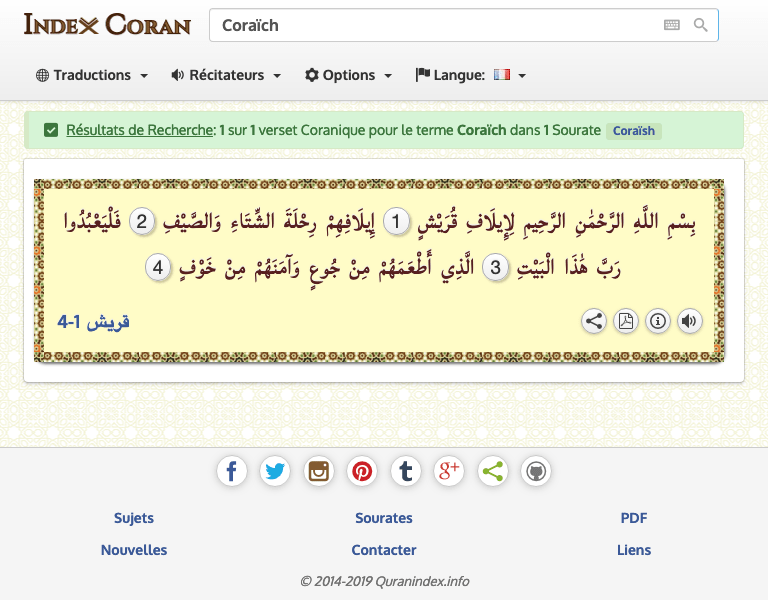 INDEX CORAN
Coraïch
Traductions
Récitateurs
Options
Langue:
Résultats de Recherche: 1 sur 1 verset Coranique pour le terme Coraïch dans 1 Sourate Coraïsh
بِسْمِ اللَّهِ الرَّحْمَٰنِ الرَّحِيمِ لِإِيلَافِ قُرَيْشٍ 1 إِيلَافِهِمْ رِحْلَةَ الشِّتَاءِ وَالصَّيْفِ 2 فَلْيَعْبُدُوا
رَبَّ هَٰذَا الْبَيْتِ 3 الَّذِي أَطْعَمَهُمْ مِنْ جُوعٍ وَآمَنَهُمْ مِنْ خَوْفٍ 4
قريش 1-4
Sujets
Sourates
PDF
Nouvelles
Contacter
Liens
© 2014-2019 Quranindex.info